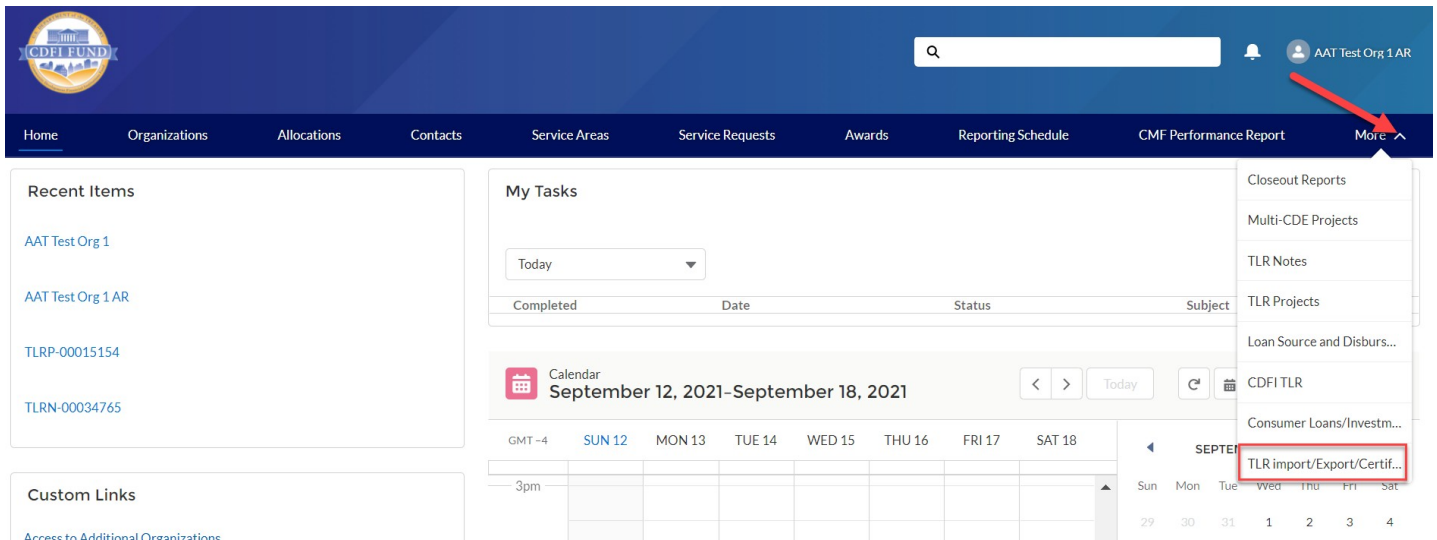 CDFI FUND
AAT Test Org 1 AR
Home Organizations Allocations Contacts Service Areas Service Requests Awards Reporting Schedule CMF Performance Report More
Recent Items
AAT Test Org 1
AAT Test Org 1 AR
TLRP-00015154
TLRN-00034765
Custom Links
Access to Additional Organizations
My Tasks
Today
Completed Date Status Subject
Calendar
September 12, 2021–September 18, 2021
Today
GMT −4 SUN 12 MON 13 TUE 14 WED 15 THU 16 FRI 17 SAT 18
3pm
Closeout Reports
Multi-CDE Projects
TLR Notes
TLR Projects
Loan Source and Disburs...
CDFI TLR
Consumer Loans/Investm...
TLR import/Export/Certif...
SEPTE
Sun Mon Tue Wed Thu Fri Sat
29 30 31 1 2 3 4